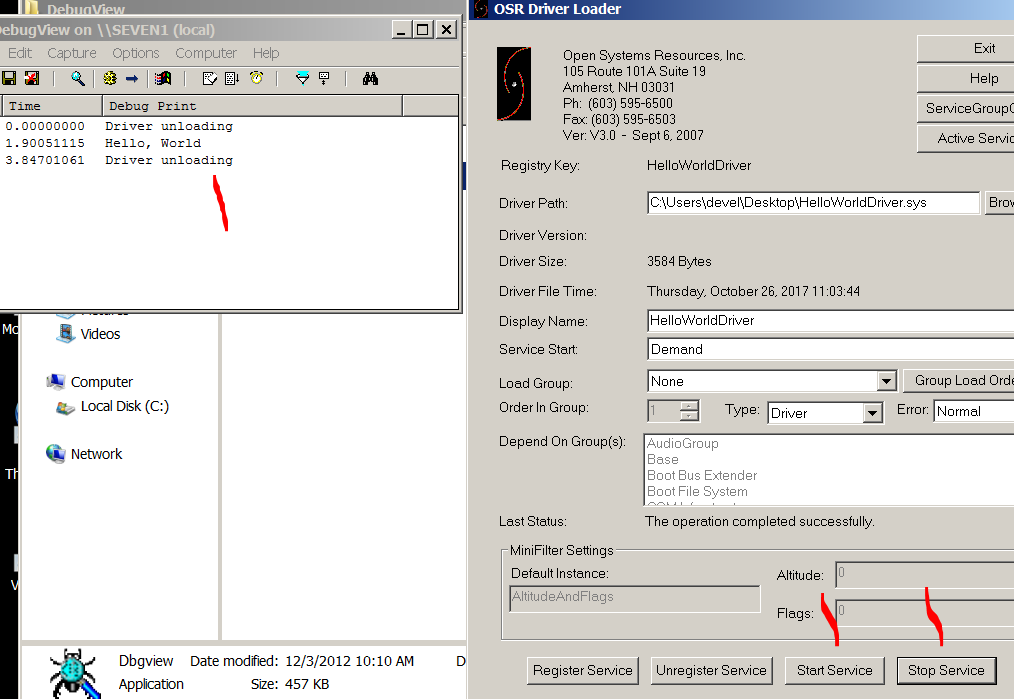 DebugView
DebugView on \\SEVEN1 (local)
Edit Capture Options Computer Help
Time Debug Print
0.00000000 Driver unloading
1.90051115 Hello, World
3.84701061 Driver unloading
Videos
Computer
Local Disk (C:)
Network
Dbgview Date modified: 12/3/2012 10:10 AM D
Application Size: 457 KB
OSR Driver Loader
Open Systems Resources, Inc.
105 Route 101A Suite 19
Amherst, NH 03031
Ph: (603) 595-6500
Fax: (603) 595-6503
Ver: V3.0 - Sept 6, 2007
Exit
Help
ServiceGroupO
Active Servic
Registry Key: HelloWorldDriver
Driver Path: C:\Users\devel\Desktop\HelloWorldDriver.sys Brow
Driver Version:
Driver Size: 3584 Bytes
Driver File Time: Thursday, October 26, 2017 11:03:44
Display Name: HelloWorldDriver
Service Start: Demand
Load Group: None Group Load Orde
Order In Group: 1 Type: Driver Error: Normal
Depend On Group(s): AudioGroup
Base
Boot Bus Extender
Boot File System
Last Status: The operation completed successfully.
MiniFilter Settings
Default Instance:
AltitudeAndFlags
Altitude: 0
Flags: 0
Register Service Unregister Service Start Service Stop Service